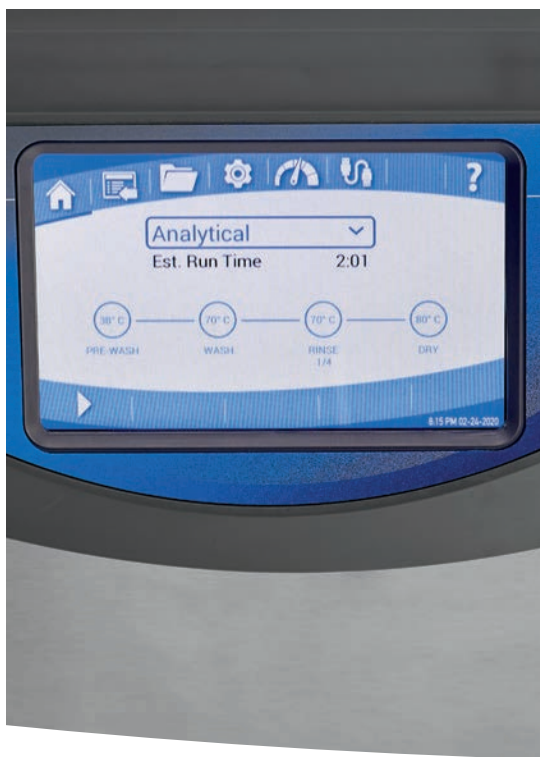 ?
Analytical
Est. Run Time 2:01
38° C
70° C
70° C
80° C
PRE-WASH
WASH
RINSE
DRY
1/4
8:15 PM 02-24-2020